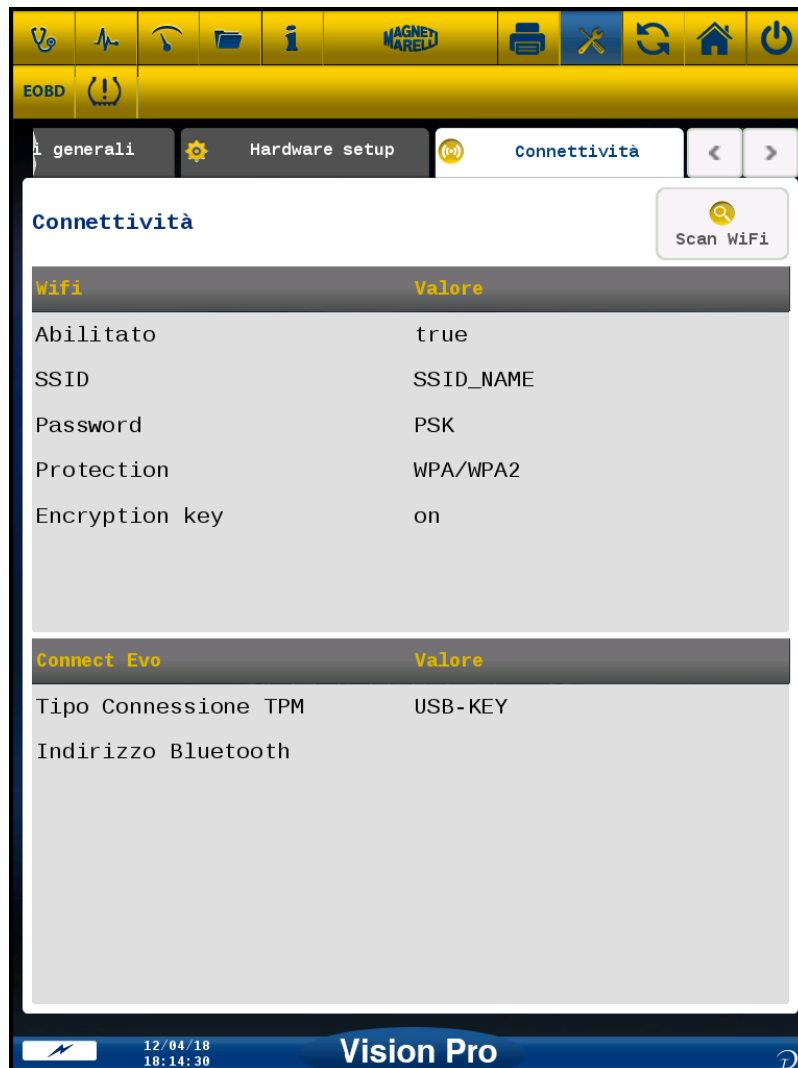 MAGNETI
MARELLI
EOBD
i generali
Hardware setup
Connettività
Connettività
Scan WiFi
Wifi Valore
Abilitato true
SSID SSID_NAME
Password PSK
Protection WPA/WPA2
Encryption key on
Connect Evo Valore
Tipo Connessione TPM USB-KEY
Indirizzo Bluetooth
12/04/18
18:14:30
Vision Pro